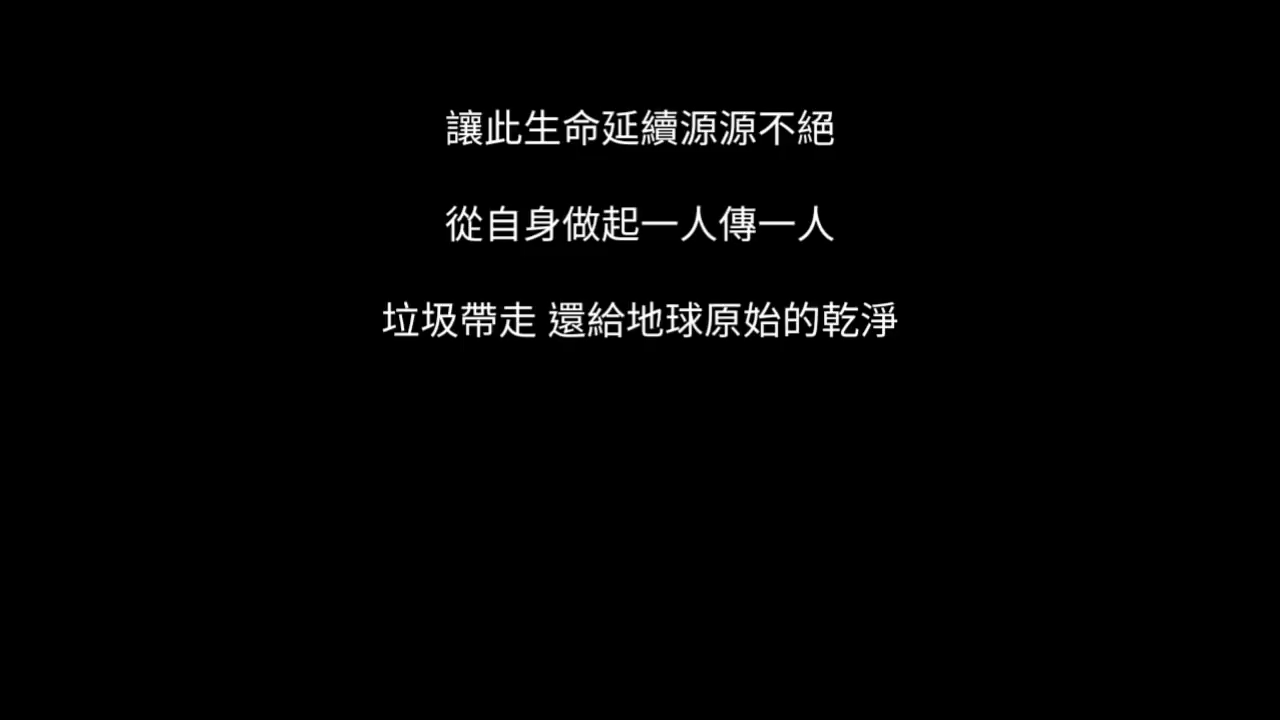 讓此生命延續源源不絕
從自身做起一人傳一人
垃圾帶走 還給地球原始的乾淨